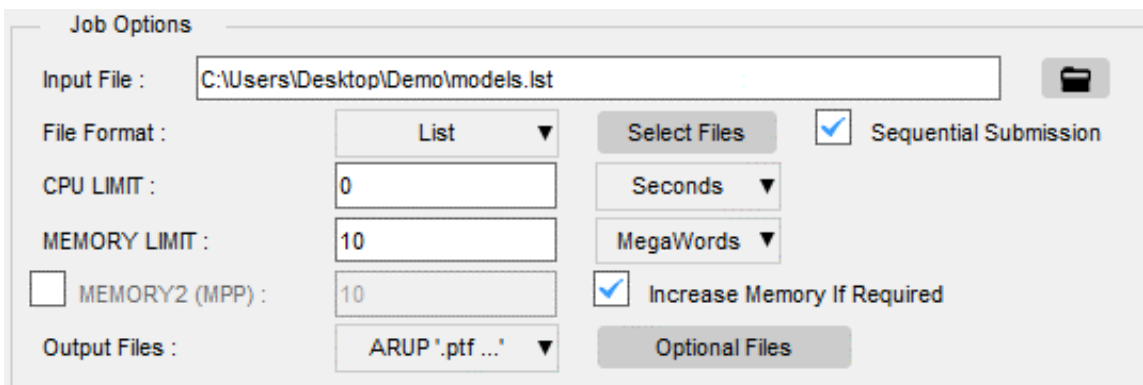 Job Options
Input File : C:\Users\Desktop\Demo\models.lst
File Format : List Select Files Sequential Submission
CPU LIMIT : 0 Seconds
MEMORY LIMIT : 10 MegaWords
MEMORY2 (MPP) : 10 Increase Memory If Required
Output Files : ARUP '.ptf ...' Optional Files